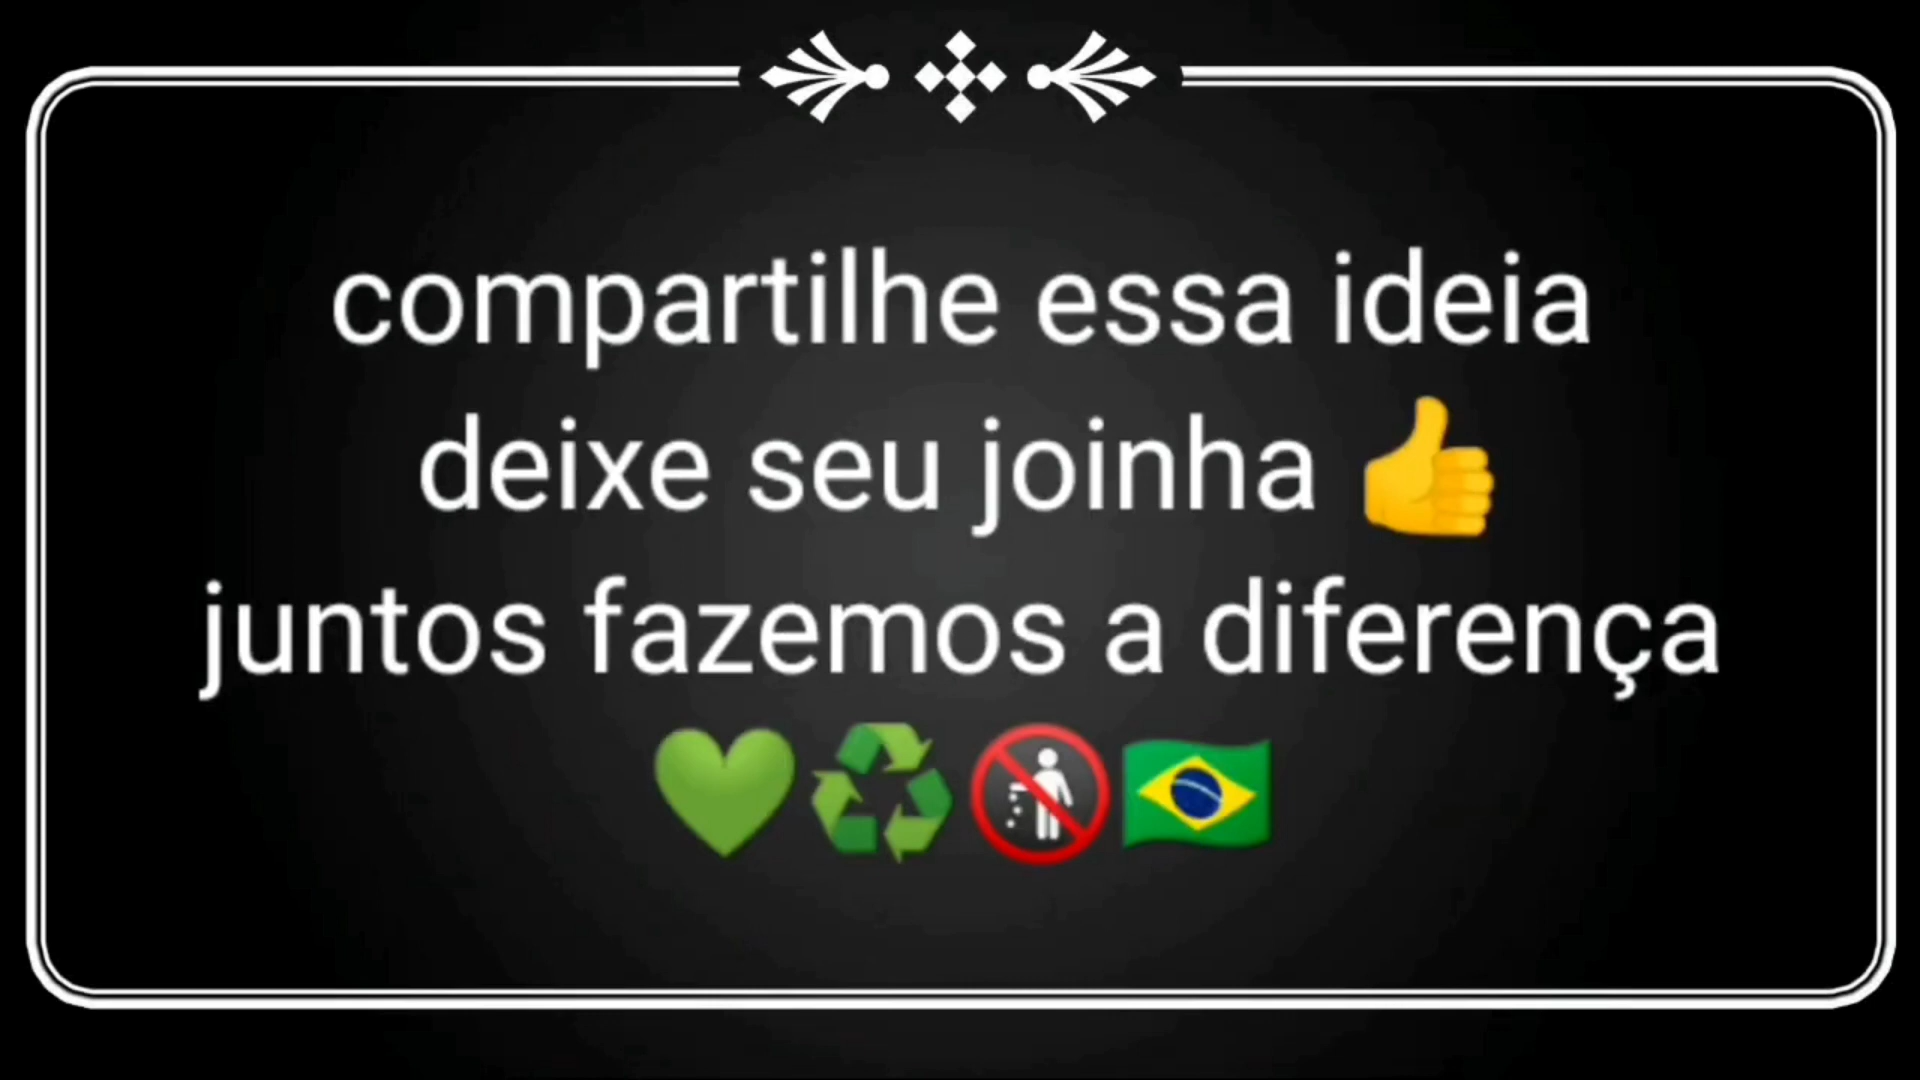 compartilhe essa ideia
deixe seu joinha 👍
juntos fazemos a diferença
💚♻️🚯🇧🇷